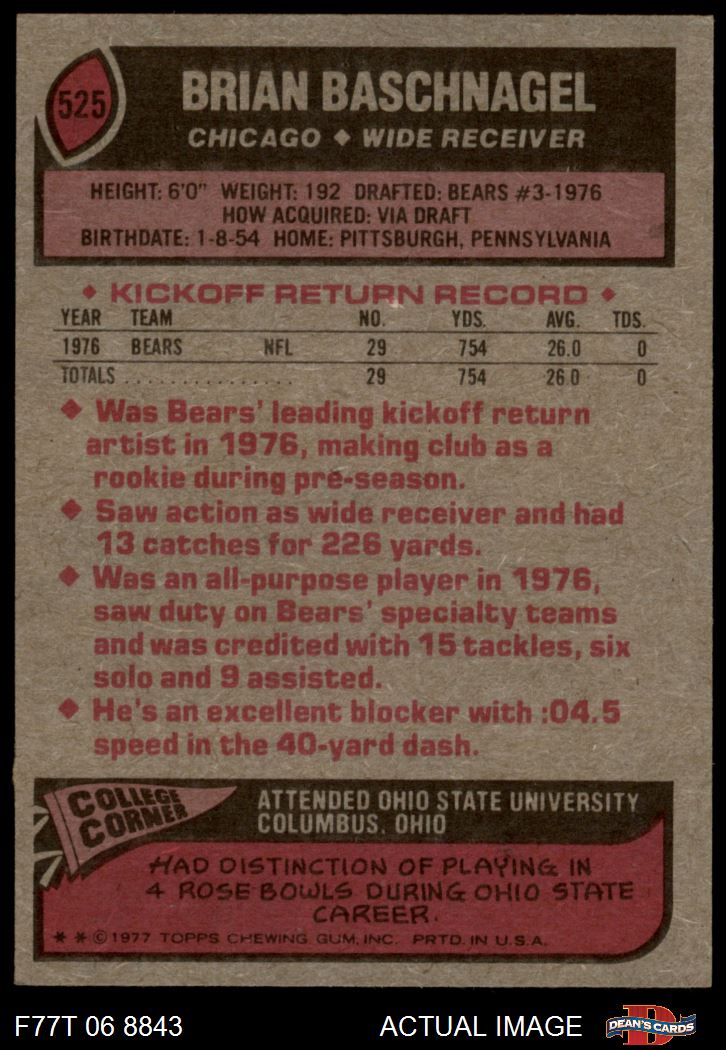 525
BRIAN BASCHNAGEL
CHICAGO ◆ WIDE RECEIVER
HEIGHT: 6'0" WEIGHT: 192 DRAFTED: BEARS #3-1976
HOW ACQUIRED: VIA DRAFT
BIRTHDATE: 1-8-54 HOME: PITTSBURGH, PENNSYLVANIA
◆ KICKOFF RETURN RECORD ◆
YEAR TEAM NO. YDS. AVG. TDS.
1976 BEARS NFL 29 754 26.0 0
TOTALS ................ 29 754 26.0 0
◆ Was Bears' leading kickoff return
artist in 1976, making club as a
rookie during pre-season.
◆ Saw action as wide receiver and had
13 catches for 226 yards.
◆ Was an all-purpose player in 1976,
saw duty on Bears' specialty teams
and was credited with 15 tackles, six
solo and 9 assisted.
◆ He's an excellent blocker with :04.5
speed in the 40-yard dash.
COLLEGE
CORNER
ATTENDED OHIO STATE UNIVERSITY
COLUMBUS, OHIO
HAD DISTINCTION OF PLAYING IN
4 ROSE BOWLS DURING OHIO STATE
CAREER.
* * © 1977 TOPPS CHEWING GUM, INC. PRTD. IN U.S.A.
F77T 06 8843 ACTUAL IMAGE
D
DEAN'S CARDS